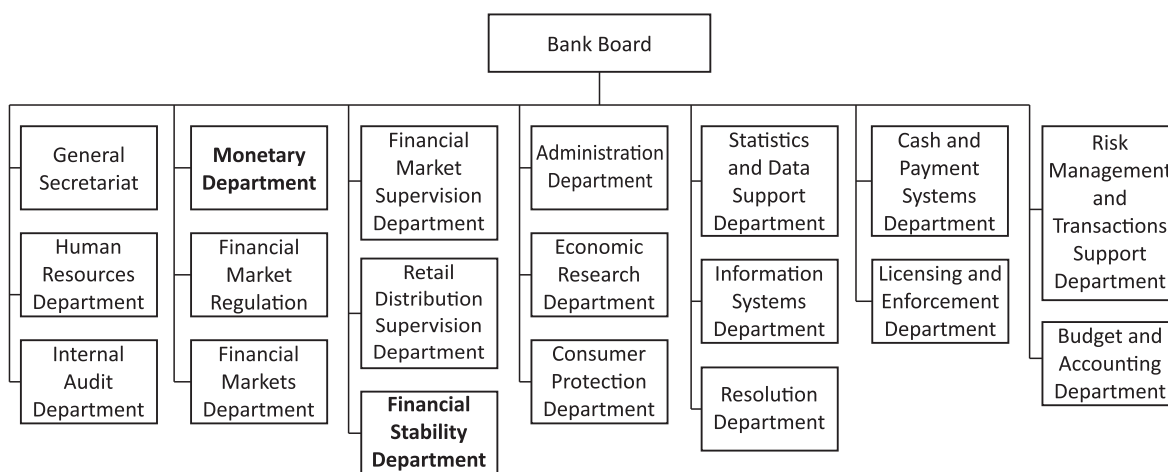 Bank Board
General
Secretariat
Human
Resources
Department
Internal
Audit
Department
Monetary
Department
Financial
Market
Regulation
Financial
Markets
Department
Financial
Market
Supervision
Department
Retail
Distribution
Supervision
Department
Financial
Stability
Department
Administration
Department
Economic
Research
Department
Consumer
Protection
Department
Statistics
and Data
Support
Department
Information
Systems
Department
Resolution
Department
Cash and
Payment
Systems
Department
Licensing and
Enforcement
Department
Risk
Management
and
Transactions
Support
Department
Budget and
Accounting
Department